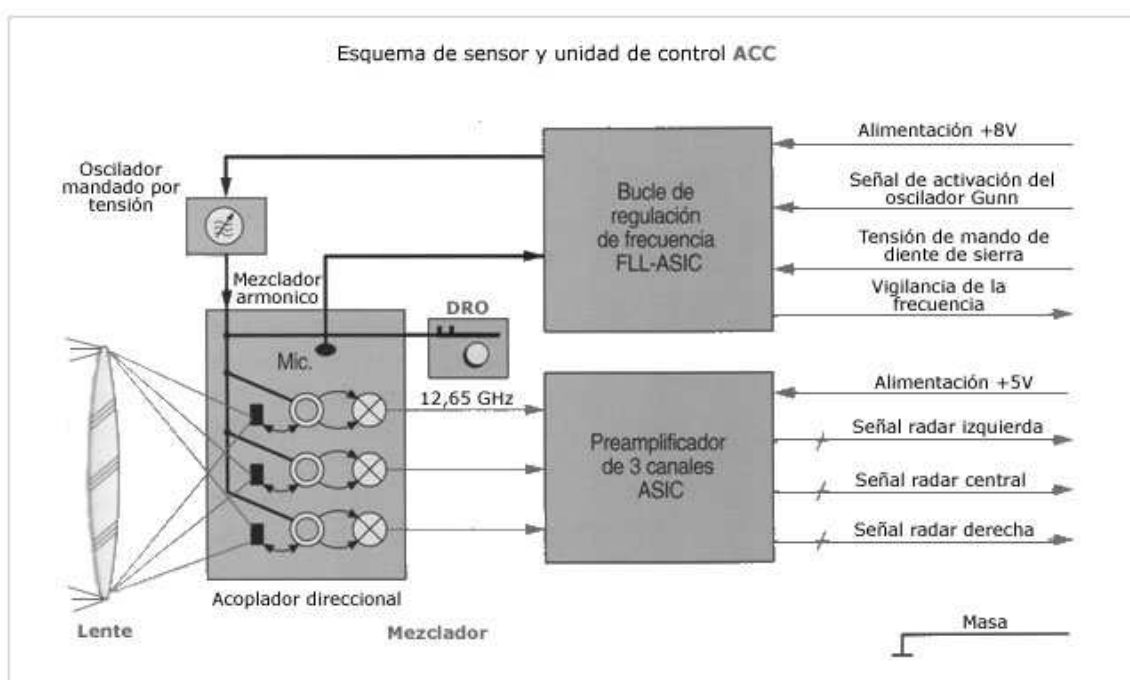 Esquema de sensor y unidad de control ACC
Oscilador
mandado por
tensión
Bucle de
regulación
de frecuencia
FLL-ASIC
Alimentación +8V
Señal de activación del
oscilador Gunn
Tensión de mando de
diente de sierra
Vigilancia de la
frecuencia
Mezclador
armonico
DRO
Mic.
12,65 GHz
Preamplificador
de 3 canales
ASIC
Alimentación +5V
Señal radar izquierda
Señal radar central
Señal radar derecha
Acoplador direccional
Lente
Mezclador
Masa